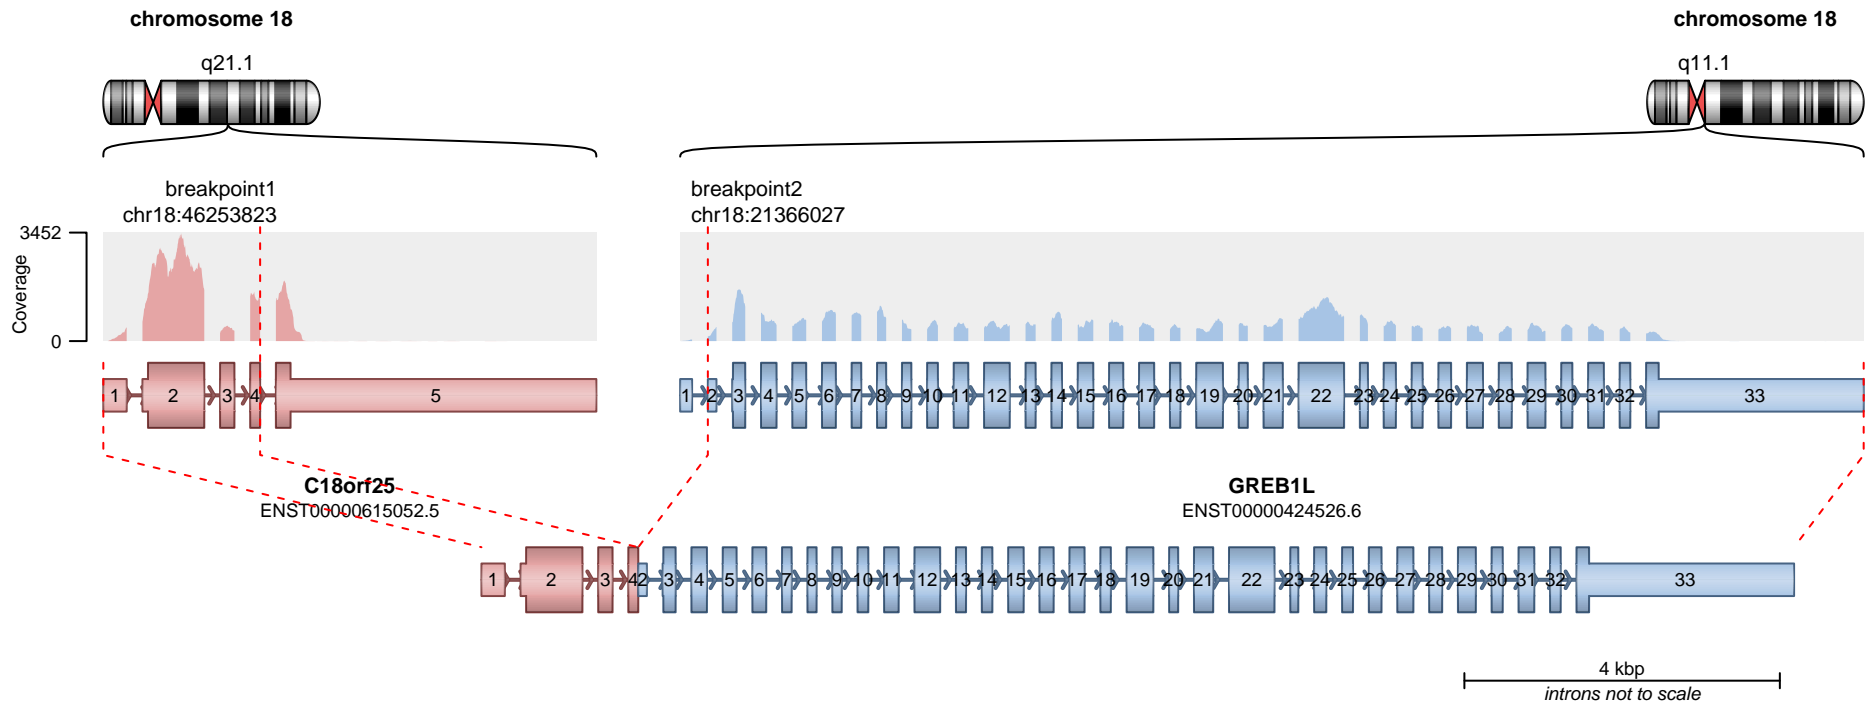 chromosome 18 chromosome 18
q21.1 q11.1
breakpoint1 breakpoint2
chr18:46253823 chr18:21366027
3452
Coverage
0
1 2 3 4 5 1 2 3 4 5 6 7 8 9 10 11 12 13 14 15 16 17 18 19 20 21 22 23 24 25 26 27 28 29 30 31 32 33
C18orf25 GREB1L
ENST00000615052.5 ENST00000424526.6
1 2 3 4 2 3 4 5 6 7 8 9 10 11 12 13 14 15 16 17 18 19 20 21 22 23 24 25 26 27 28 29 30 31 32 33
4 kbp
introns not to scale